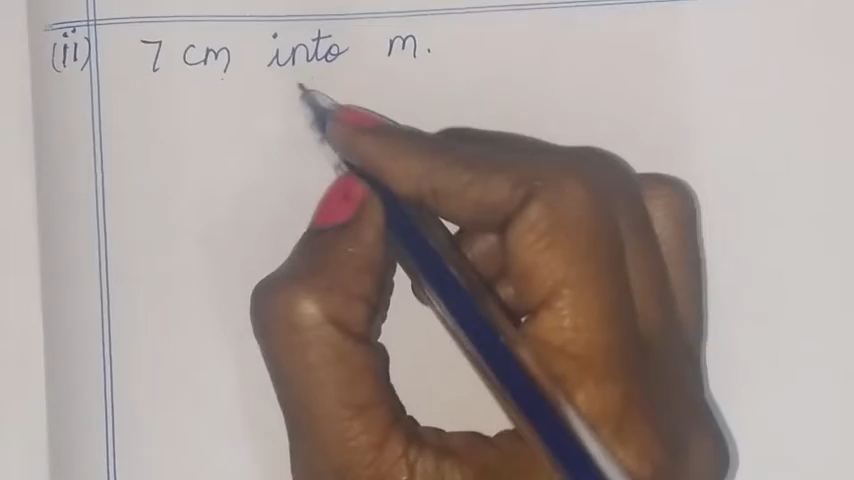 (ii) 7 cm into m.